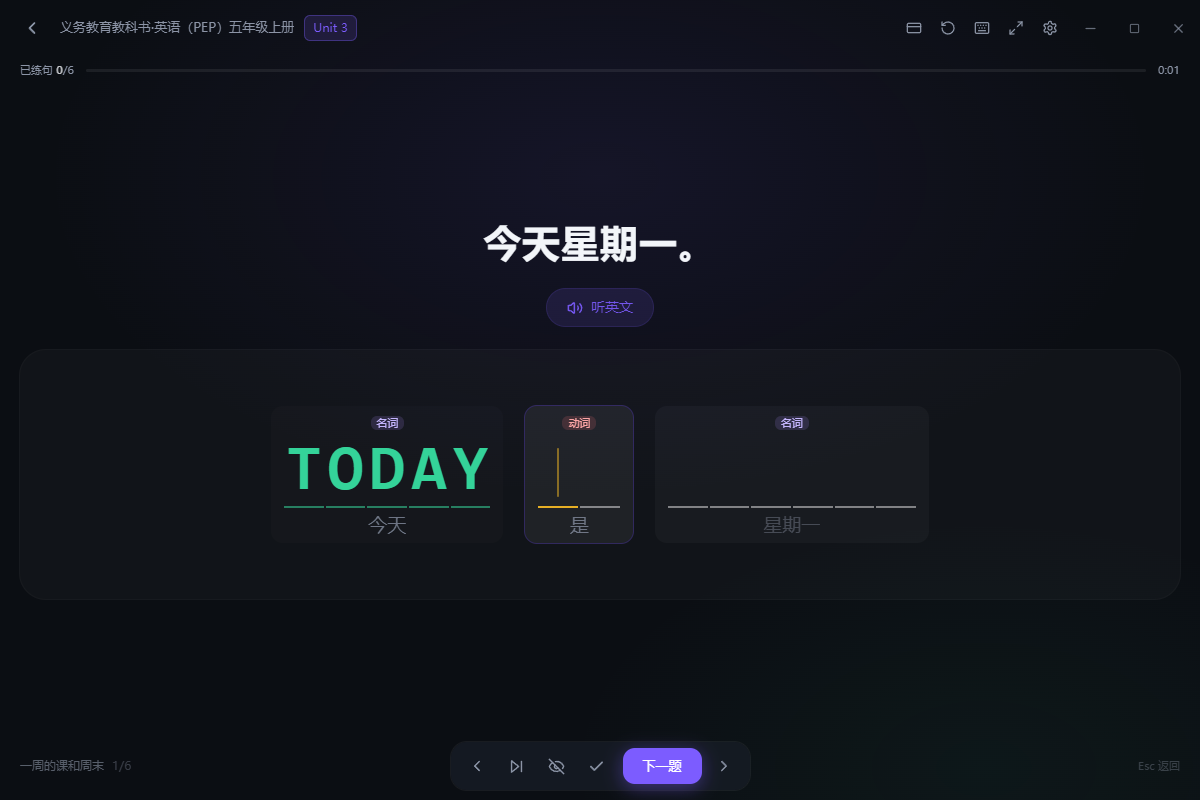 义务教育教科书·英语（PEP）五年级上册 Unit 3
已练句 0/6 0:01
今天星期一。
听英文
名词 动词 名词
TODAY
今天 是 星期一
一周的课和周末 1/6 下一题 Esc 返回